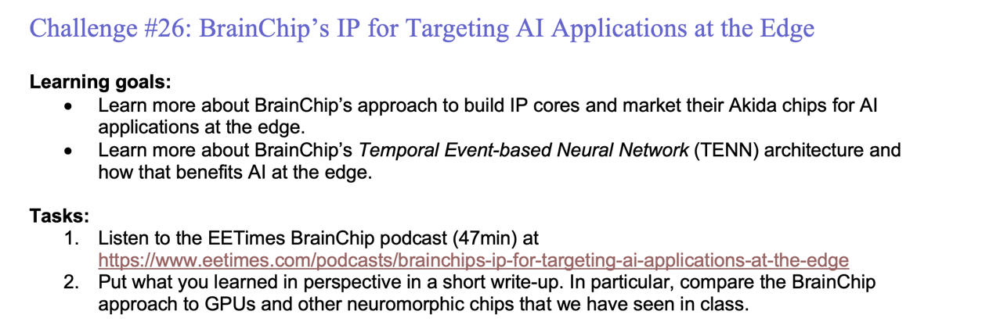 Challenge #26: BrainChip’s IP for Targeting AI Applications at the Edge
Learning goals:
• Learn more about BrainChip’s approach to build IP cores and market their Akida chips for AI
applications at the edge.
• Learn more about BrainChip’s Temporal Event-based Neural Network (TENN) architecture and
how that benefits AI at the edge.
Tasks:
1. Listen to the EETimes BrainChip podcast (47min) at
https://www.eetimes.com/podcasts/brainchips-ip-for-targeting-ai-applications-at-the-edge
2. Put what you learned in perspective in a short write-up. In particular, compare the BrainChip
approach to GPUs and other neuromorphic chips that we have seen in class.